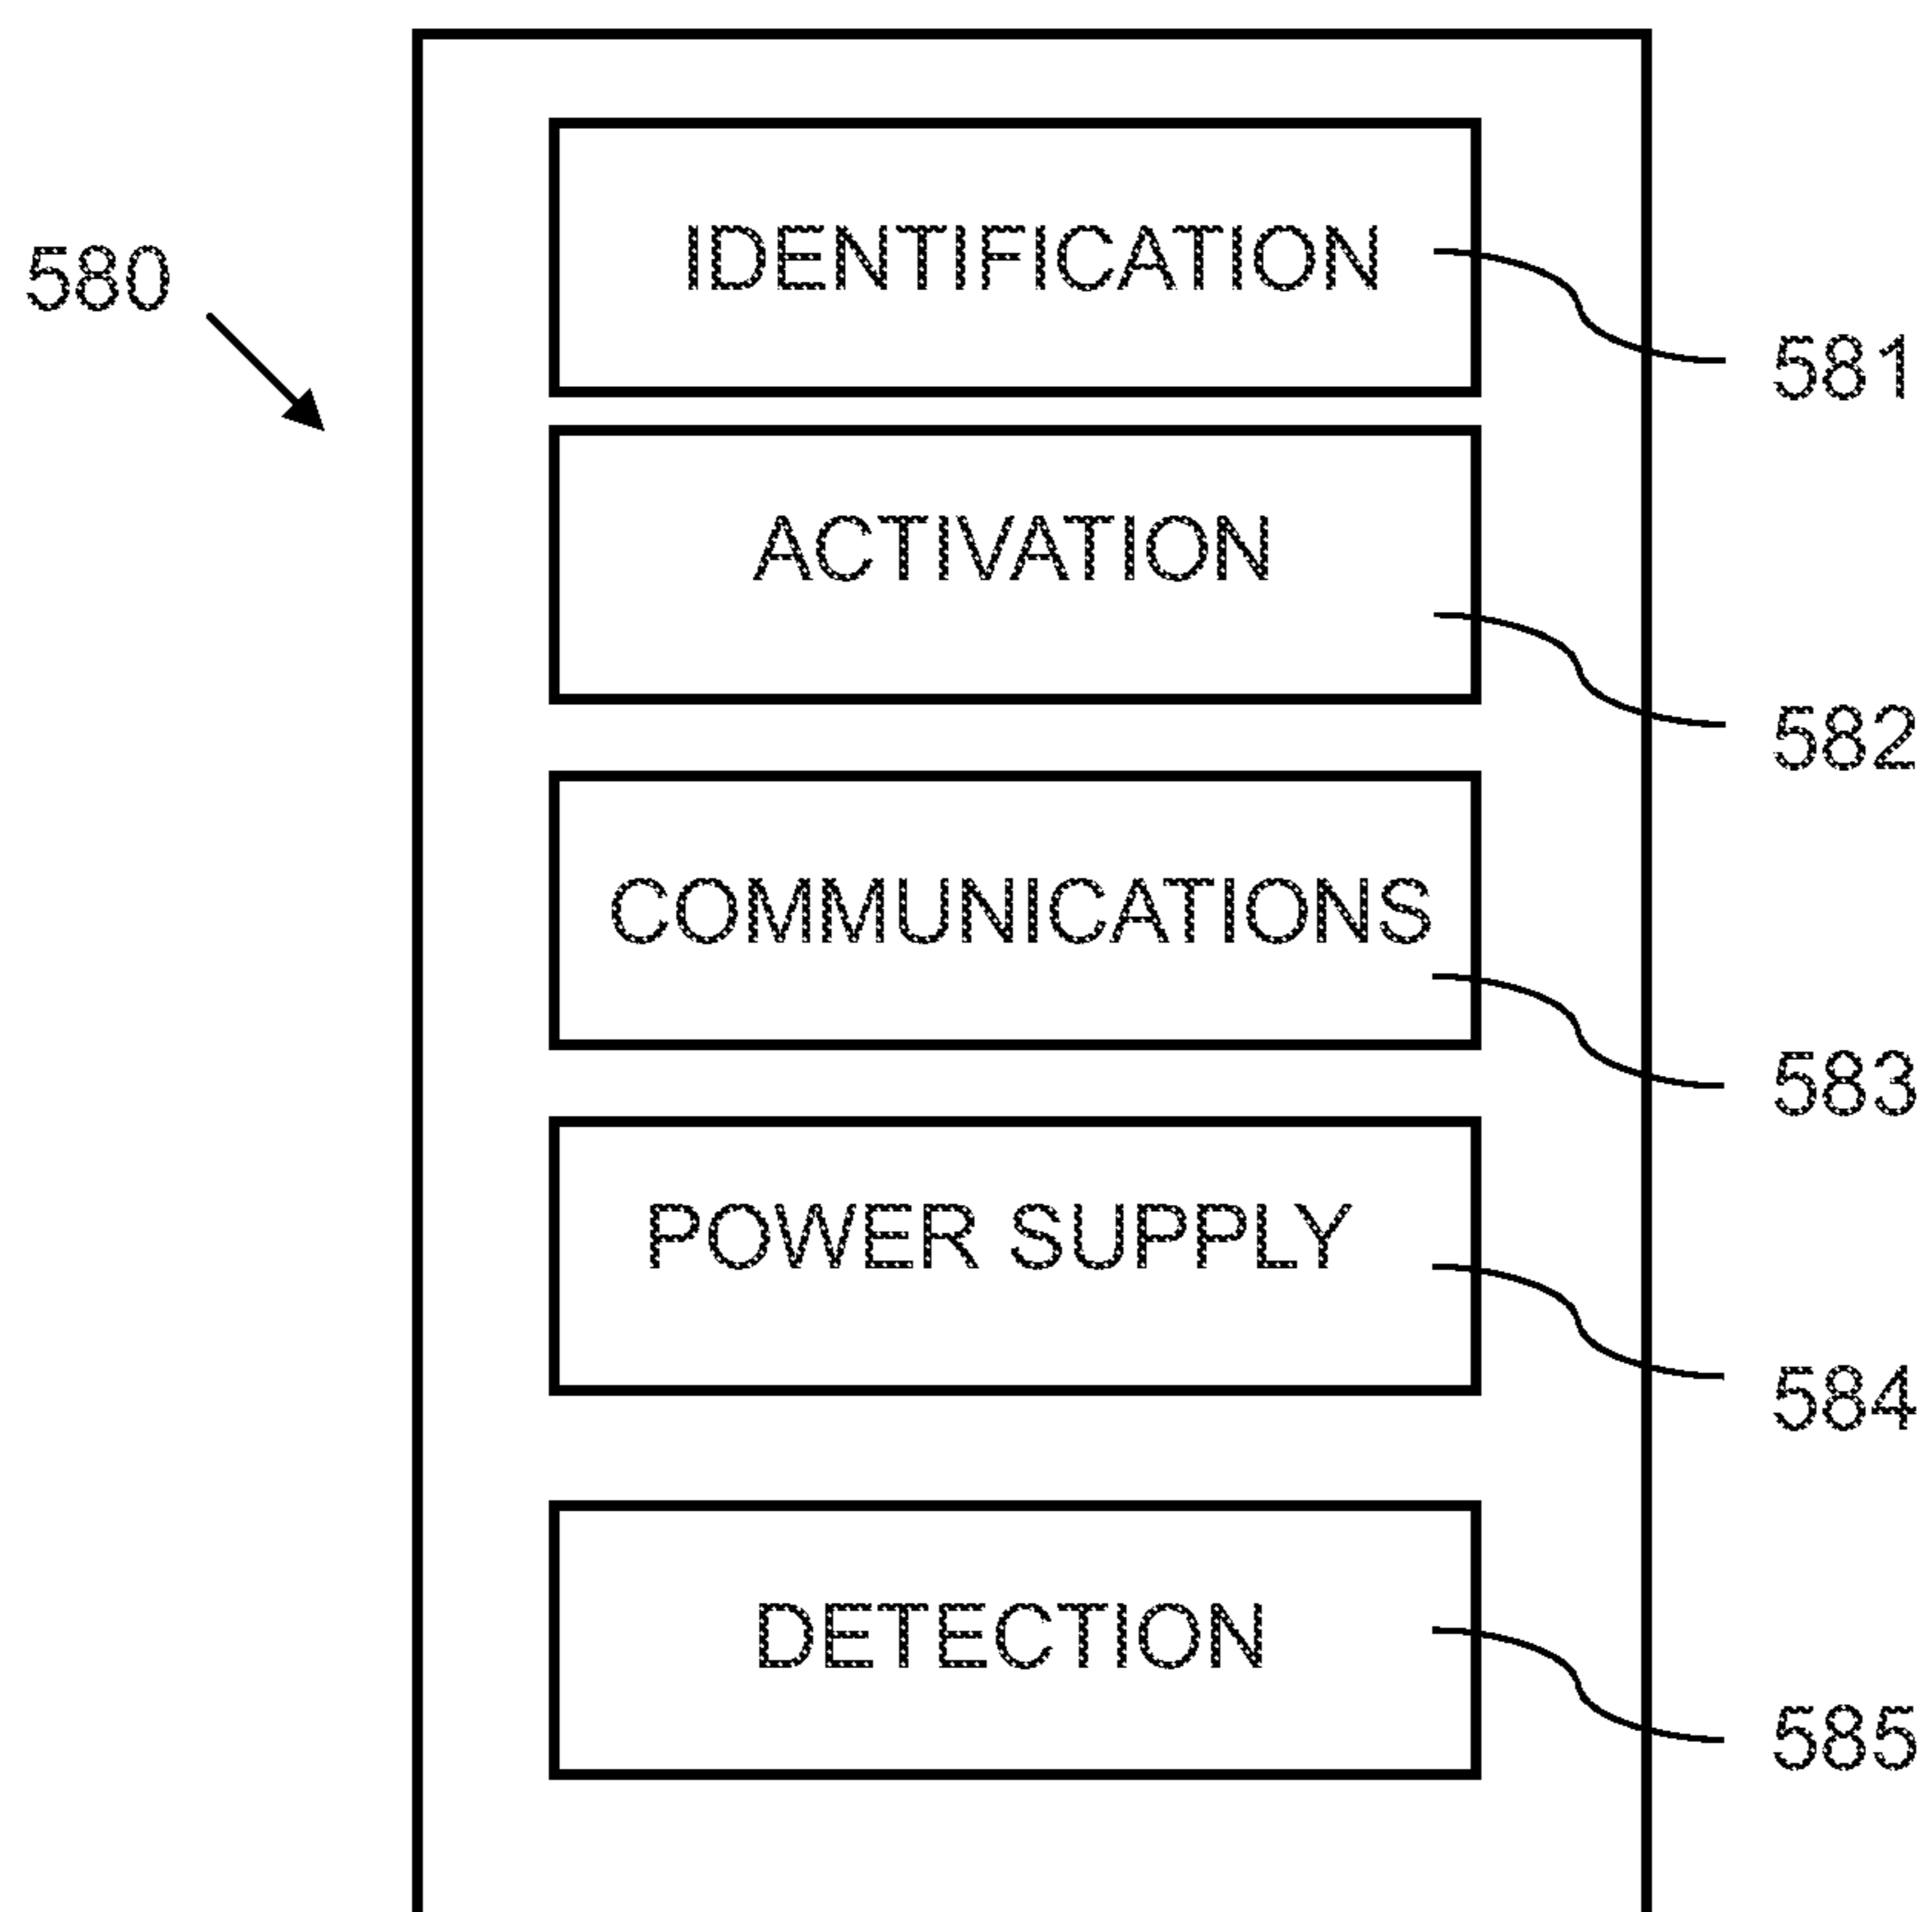 IDENTIFICATION
580
581
ACTIVATION
582
COMMUNICATIONS
583
POWER SUPPLY
584
DETECTION
585